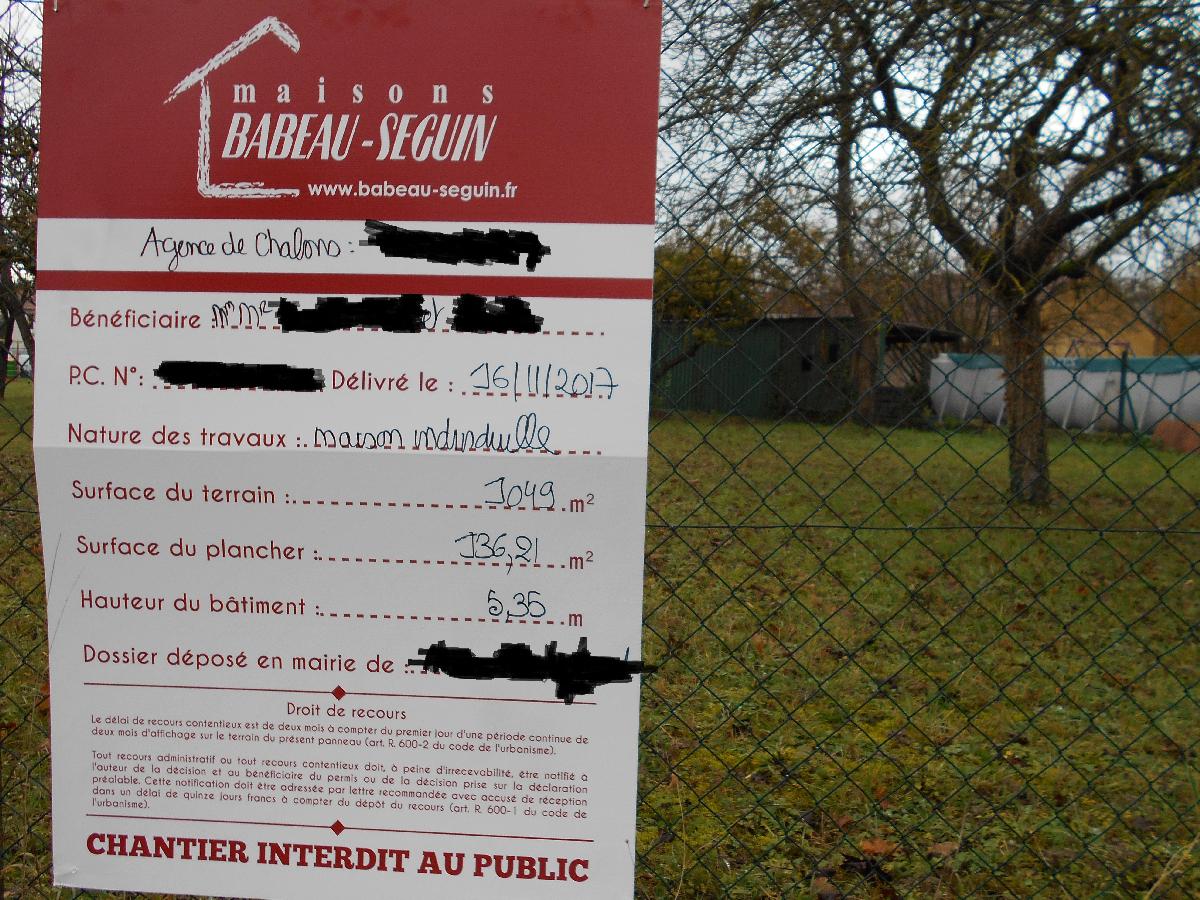 maisons
BABEAU-SEGUIN
www.babeau-seguin.fr
Agence de Chalons :
Bénéficiaire : Mr Mme et
P.C. N°: Délivré le : 16/11/2017
Nature des travaux : maison individuelle
Surface du terrain : 1049 m²
Surface du plancher : 136,21 m²
Hauteur du bâtiment : 5,35 m
Dossier déposé en mairie de :
Droit de recours
Le délai de recours contentieux est de deux mois à compter du premier jour d'une période continue de
deux mois d'affichage sur le terrain du présent panneau (art. R. 600-2 du code de l'urbanisme).
Tout recours administratif ou tout recours contentieux doit, à peine d'irrecevabilité, être notifié à
l'auteur de la décision et au bénéficiaire du permis ou de la décision prise sur la déclaration
préalable. Cette notification doit être adressée par lettre recommandée avec accusé de réception
dans un délai de quinze jours francs à compter du dépôt du recours (art. R. 600-1 du code de
l'urbanisme).
CHANTIER INTERDIT AU PUBLIC